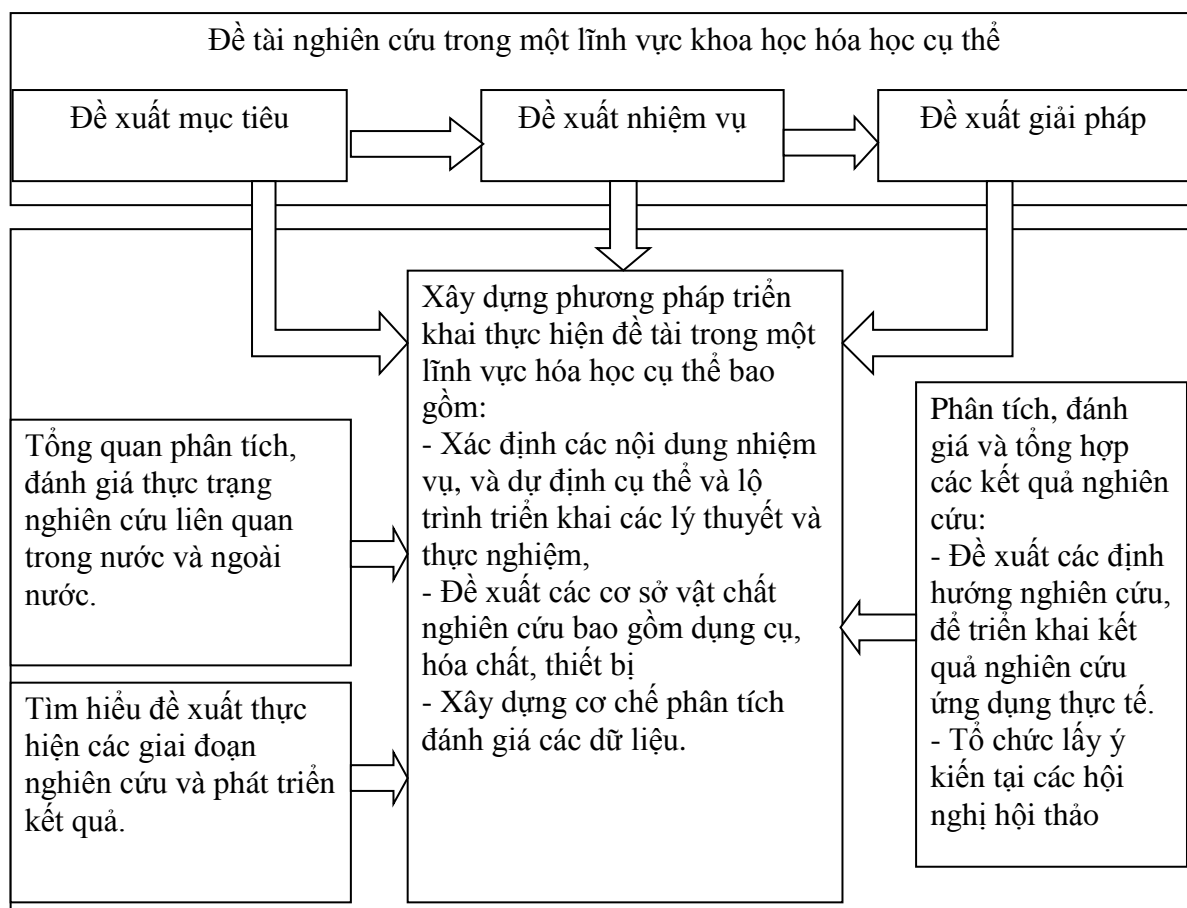 Đề tài nghiên cứu trong một lĩnh vực khoa học hóa học cụ thể
Đề xuất mục tiêu
Đề xuất nhiệm vụ
Đề xuất giải pháp
Xây dựng phương pháp triển
khai thực hiện đề tài trong một
lĩnh vực hóa học cụ thể bao
gồm:
- Xác định các nội dung nhiệm
vụ, và dự định cụ thể và lộ
trình triển khai các lý thuyết và
thực nghiệm,
- Đề xuất các cơ sở vật chất
nghiên cứu bao gồm dụng cụ,
hóa chất, thiết bị
- Xây dựng cơ chế phân tích
đánh giá các dữ liệu.
Tổng quan phân tích,
đánh giá thực trạng
nghiên cứu liên quan
trong nước và ngoài
nước.
Tìm hiểu đề xuất thực
hiện các giai đoạn
nghiên cứu và phát triển
kết quả.
Phân tích, đánh
giá và tổng hợp
các kết quả nghiên
cứu:
- Đề xuất các định
hướng nghiên cứu,
để triển khai kết
quả nghiên cứu
ứng dụng thực tế.
- Tổ chức lấy ý
kiến tại các hội
nghị hội thảo